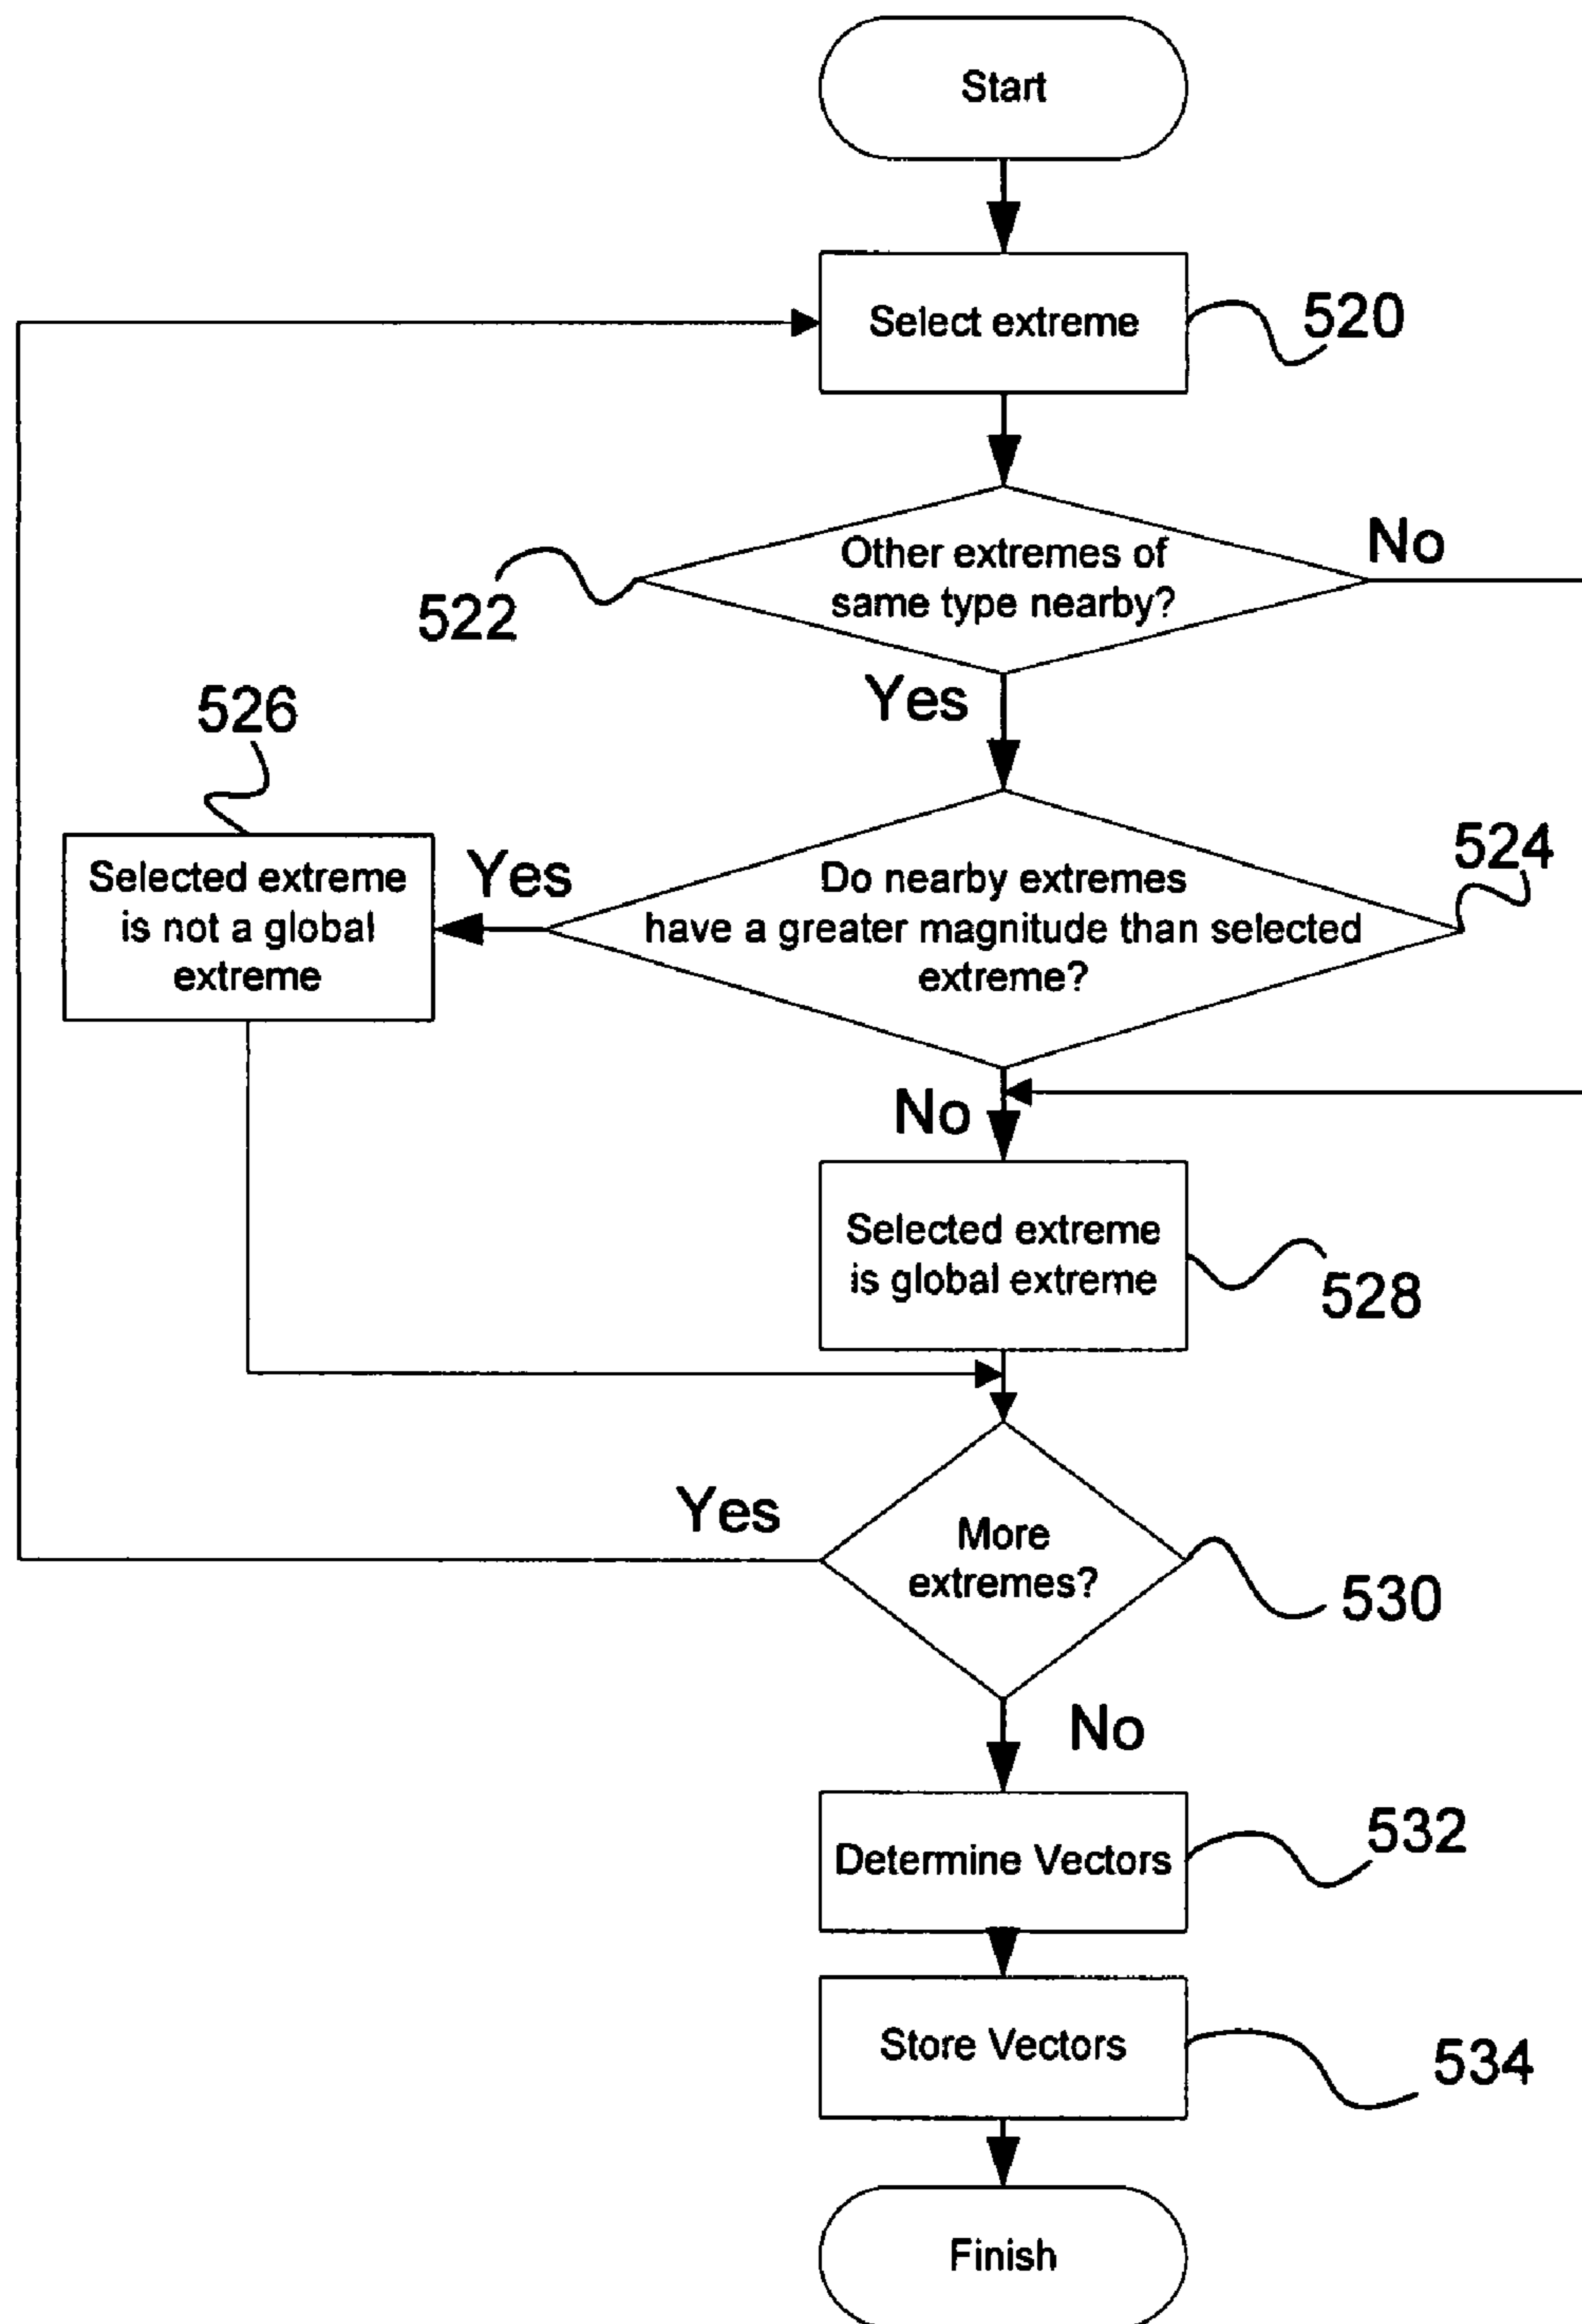 Start
Select extreme
520
Other extremes of
same type nearby?
No
522
Yes
526
Selected extreme
is not a global
extreme
Yes
Do nearby extremes
have a greater magnitude than selected
extreme?
524
No
Selected extreme
is global extreme
528
Yes
More
extremes?
530
No
Determine Vectors
532
Store Vectors
534
Finish